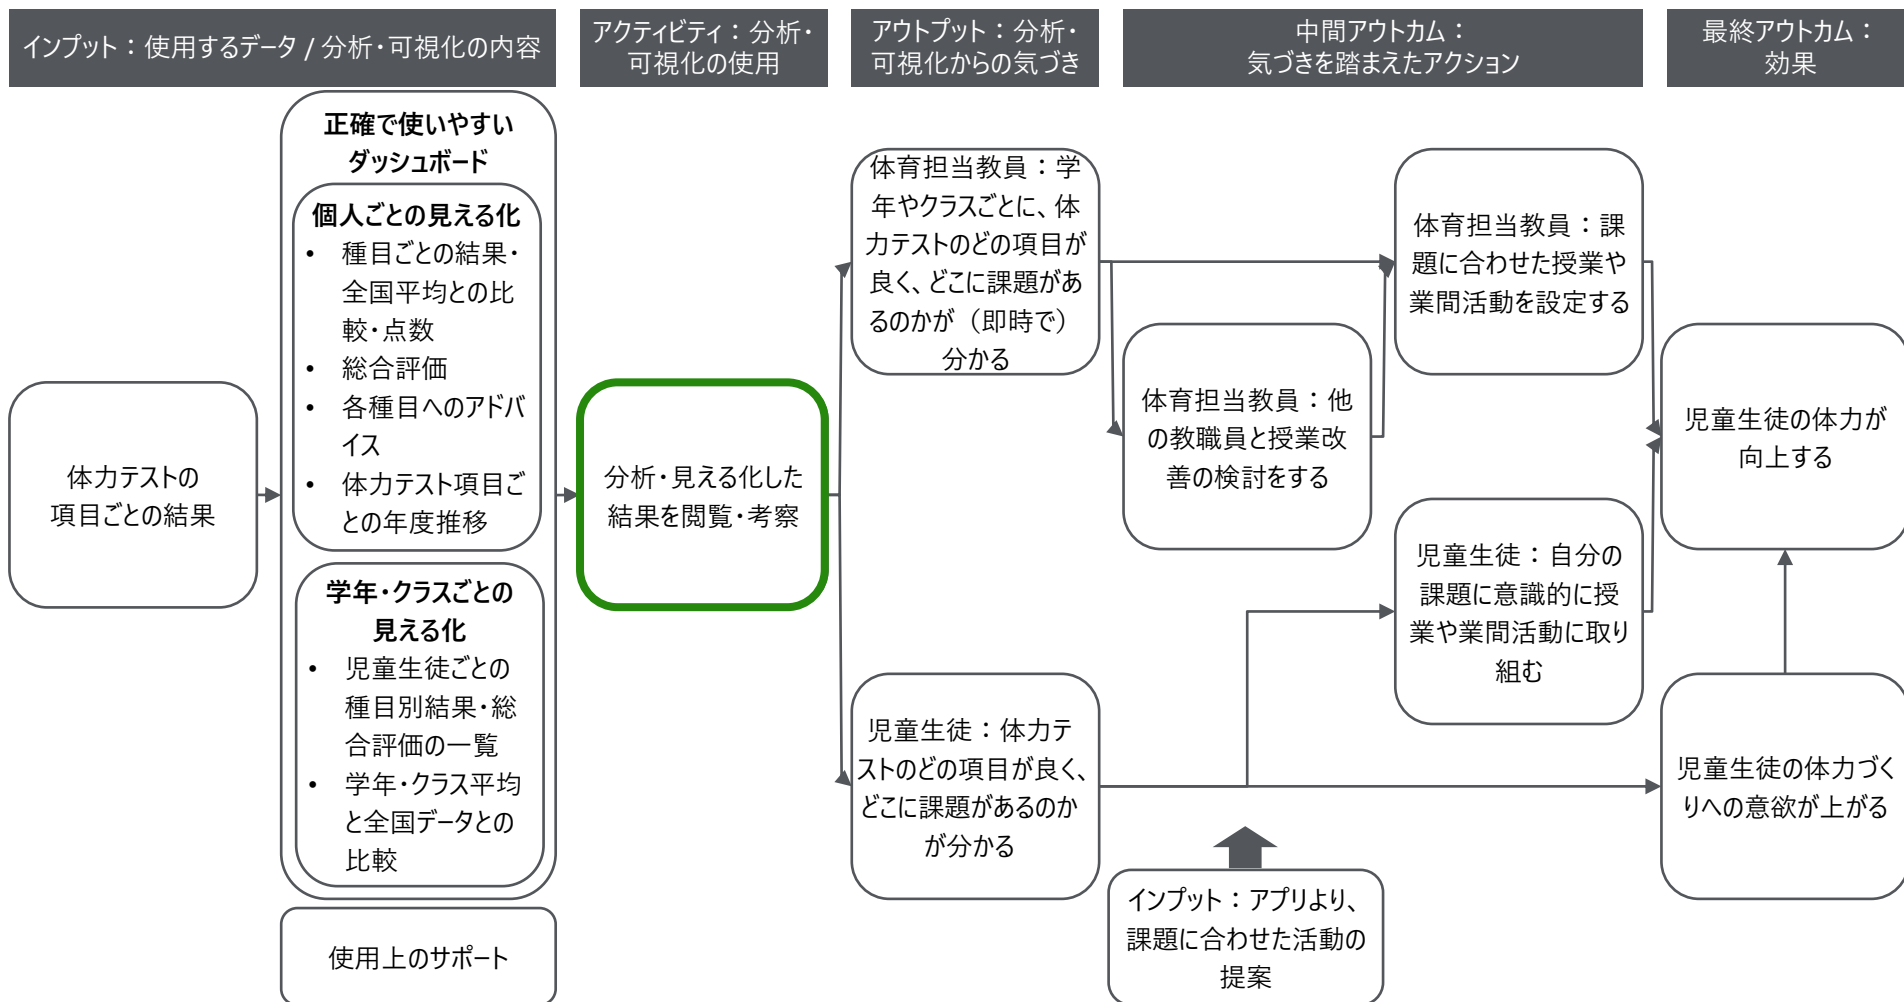 インプット：使用するデータ / 分析・可視化の内容
アクティビティ：分析・
可視化の使用
アウトプット：分析・
可視化からの気づき
中間アウトカム：
気づきを踏まえたアクション
最終アウトカム：
効果
体力テストの
項目ごとの結果
正確で使いやすい
ダッシュボード
個人ごとの見える化
• 種目ごとの結果・
全国平均との比
較・点数
• 総合評価
• 各種目へのアドバ
イス
• 体力テスト項目ご
との年度推移
学年・クラスごとの
見える化
• 児童生徒ごとの
種目別結果・総
合評価の一覧
• 学年・クラス平均
と全国データとの
比較
使用上のサポート
分析・見える化した
結果を閲覧・考察
体育担当教員：学
年やクラスごとに、体
力テストのどの項目が
良く、どこに課題があ
るのかが（即時で）
分かる
児童生徒：体力テ
ストのどの項目が良く、
どこに課題があるのか
が分かる
体育担当教員：他
の教職員と授業改
善の検討をする
体育担当教員：課
題に合わせた授業や
業間活動を設定する
児童生徒：自分の
課題に意識的に授
業や業間活動に取り
組む
インプット：アプリより、
課題に合わせた活動の
提案
児童生徒の体力が
向上する
児童生徒の体力づく
りへの意欲が上がる